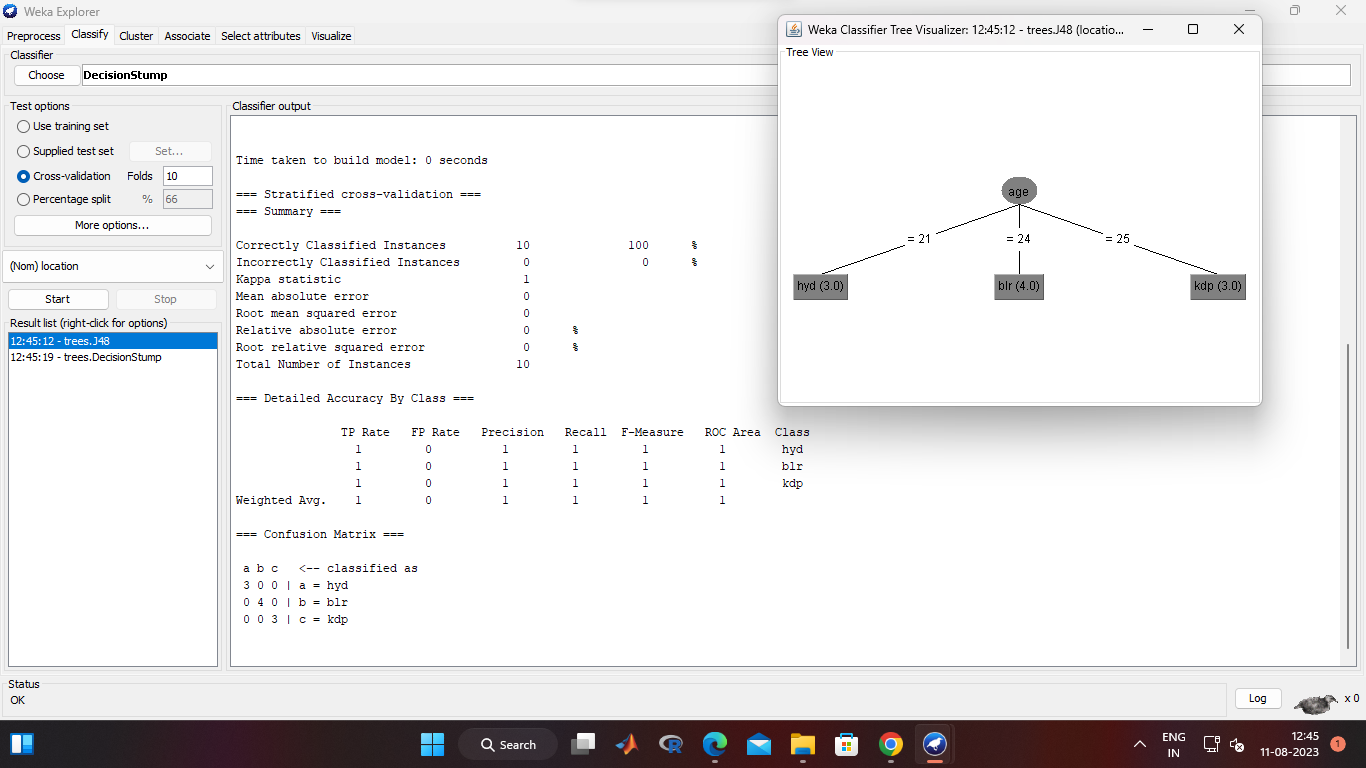 Weka Explorer
Preprocess Classify Cluster Associate Select attributes Visualize
Classifier
Choose DecisionStump
Test options
Use training set
Supplied test set Set...
Cross-validation Folds 10
Percentage split % 66
More options...
(Nom) location
Start Stop
Result list (right-click for options)
12:45:12 - trees.J48
12:45:19 - trees.DecisionStump
Classifier output
Time taken to build model: 0 seconds
=== Stratified cross-validation ===
=== Summary ===
Correctly Classified Instances 10 100 %
Incorrectly Classified Instances 0 0 %
Kappa statistic 1
Mean absolute error 0
Root mean squared error 0
Relative absolute error 0 %
Root relative squared error 0 %
Total Number of Instances 10
=== Detailed Accuracy By Class ===
TP Rate FP Rate Precision Recall F-Measure ROC Area Class
1 0 1 1 1 1 hyd
1 0 1 1 1 1 blr
1 0 1 1 1 1 kdp
Weighted Avg. 1 0 1 1 1 1
=== Confusion Matrix ===
a b c <-- classified as
3 0 0 | a = hyd
0 4 0 | b = blr
0 0 3 | c = kdp
Weka Classifier Tree Visualizer: 12:45:12 - trees.J48 (locatio...
Tree View
age
= 21 = 24 = 25
hyd (3.0) blr (4.0) kdp (3.0)
Status
OK
Log x 0
Search
ENG
IN
12:45
11-08-2023
1